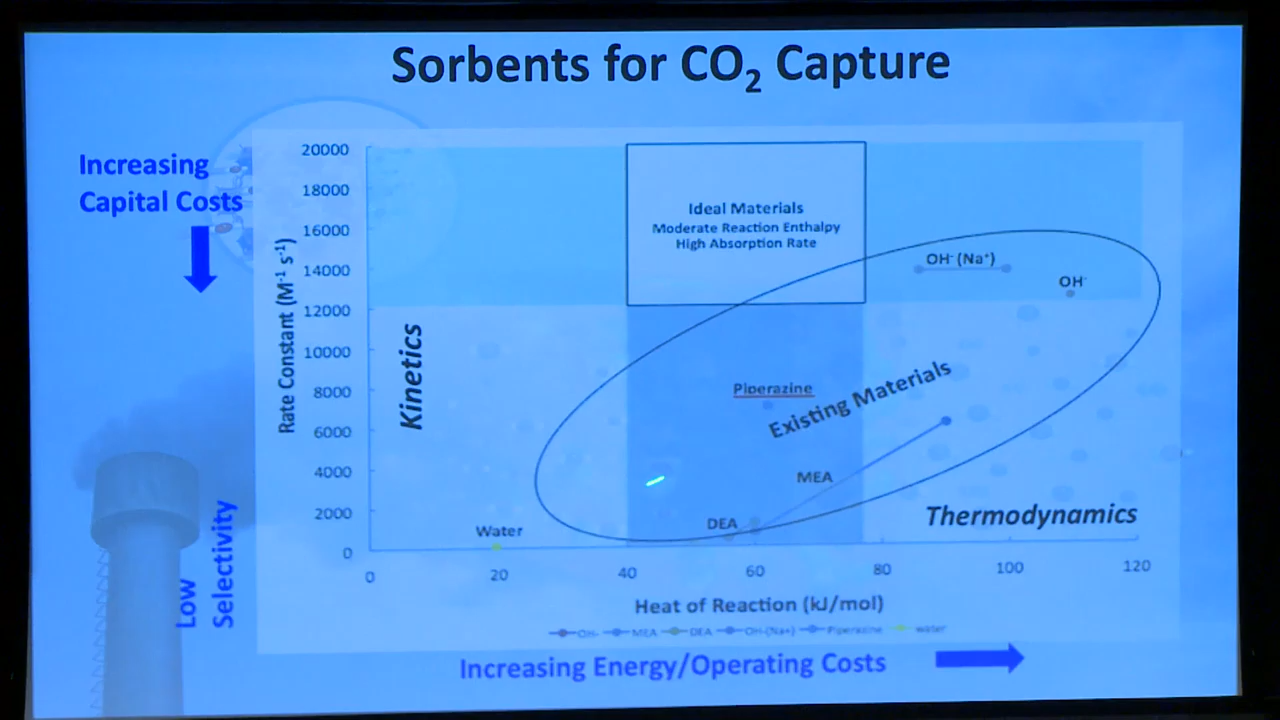 Sorbents for CO₂ Capture
Increasing
Capital Costs
Low
Selectivity
Rate Constant (M⁻¹ s⁻¹)
20000
18000
16000
14000
12000
10000
8000
6000
4000
2000
0
Kinetics
Ideal Materials
Moderate Reaction Enthalpy
High Absorption Rate
OH⁻ (Na⁺)
OH⁻
Piperazine
Existing Materials
MEA
DEA
Water
Thermodynamics
0 20 40 60 80 100 120
Heat of Reaction (kJ/mol)
OH- MEA DEA OH-(Na+) Piperazine water
Increasing Energy/Operating Costs